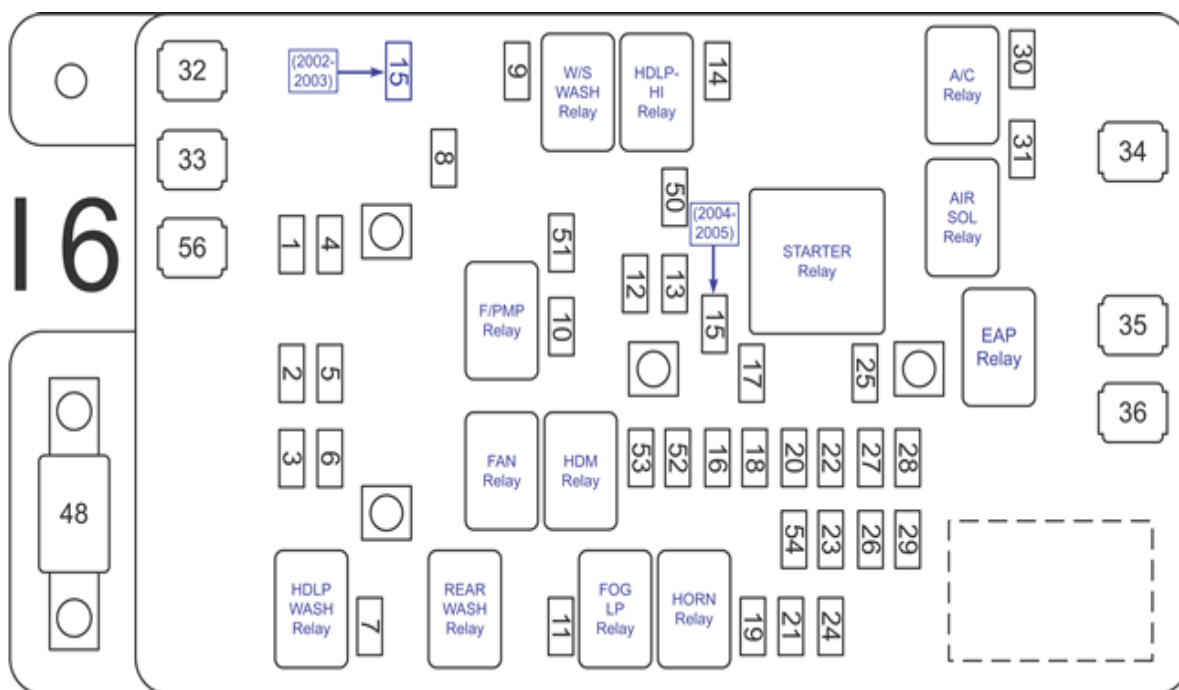 32
(2002-
2003)
15
9
W/S
WASH
Relay
HDLP-
HI
Relay
14
A/C
Relay
30
33
8
31
34
50
56
1
4
51
(2004-
2005)
STARTER
Relay
AIR
SOL
Relay
I6
12
13
F/PMP
Relay
10
15
EAP
Relay
35
2
5
17
25
36
3
6
FAN
Relay
HDM
Relay
53
52
16
18
20
22
27
28
48
54
23
26
29
HDLP
WASH
Relay
7
REAR
WASH
Relay
11
FOG
LP
Relay
HORN
Relay
19
21
24